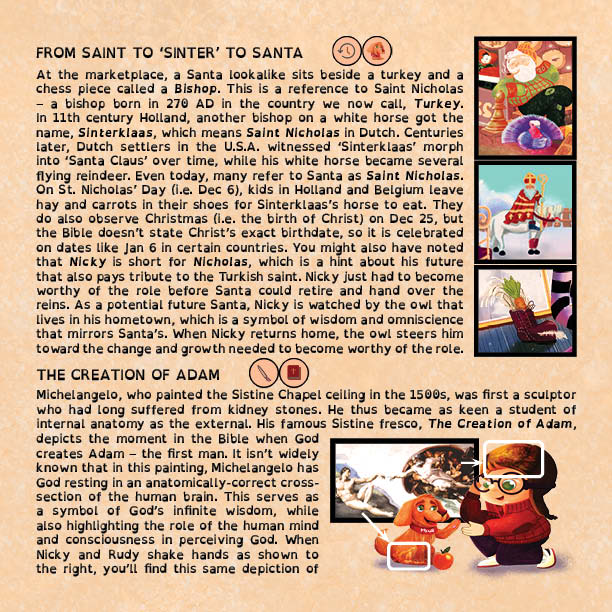 FROM SAINT TO ‘SINTER’ TO SANTA
At the marketplace, a Santa lookalike sits beside a turkey and a
chess piece called a Bishop. This is a reference to Saint Nicholas
– a bishop born in 270 AD in the country we now call, Turkey.
In 11th century Holland, another bishop on a white horse got the
name, Sinterklaas, which means Saint Nicholas in Dutch. Centuries
later, Dutch settlers in the U.S.A. witnessed ‘Sinterklaas’ morph
into ‘Santa Claus’ over time, while his white horse became several
flying reindeer. Even today, many refer to Santa as Saint Nicholas.
On St. Nicholas’ Day (i.e. Dec 6), kids in Holland and Belgium leave
hay and carrots in their shoes for Sinterklaas’s horse to eat. They
do also observe Christmas (i.e. the birth of Christ) on Dec 25, but
the Bible doesn’t state Christ’s exact birthdate, so it is celebrated
on dates like Jan 6 in certain countries. You might also have noted
that Nicky is short for Nicholas, which is a hint about his future
that also pays tribute to the Turkish saint. Nicky just had to become
worthy of the role before Santa could retire and hand over the
reins. As a potential future Santa, Nicky is watched by the owl that
lives in his hometown, which is a symbol of wisdom and omniscience
that mirrors Santa’s. When Nicky returns home, the owl steers him
toward the change and growth needed to become worthy of the role.
THE CREATION OF ADAM
Michelangelo, who painted the Sistine Chapel ceiling in the 1500s, was first a sculptor
who had long suffered from kidney stones. He thus became as keen a student of
internal anatomy as the external. His famous Sistine fresco, The Creation of Adam,
depicts the moment in the Bible when God
creates Adam – the first man. It isn’t widely
known that in this painting, Michelangelo has
God resting in an anatomically-correct cross-
section of the human brain. This serves as
a symbol of God’s infinite wisdom, while
also highlighting the role of the human mind
and consciousness in perceiving God. When
Nicky and Rudy shake hands as shown to
the right, you’ll find this same depiction of